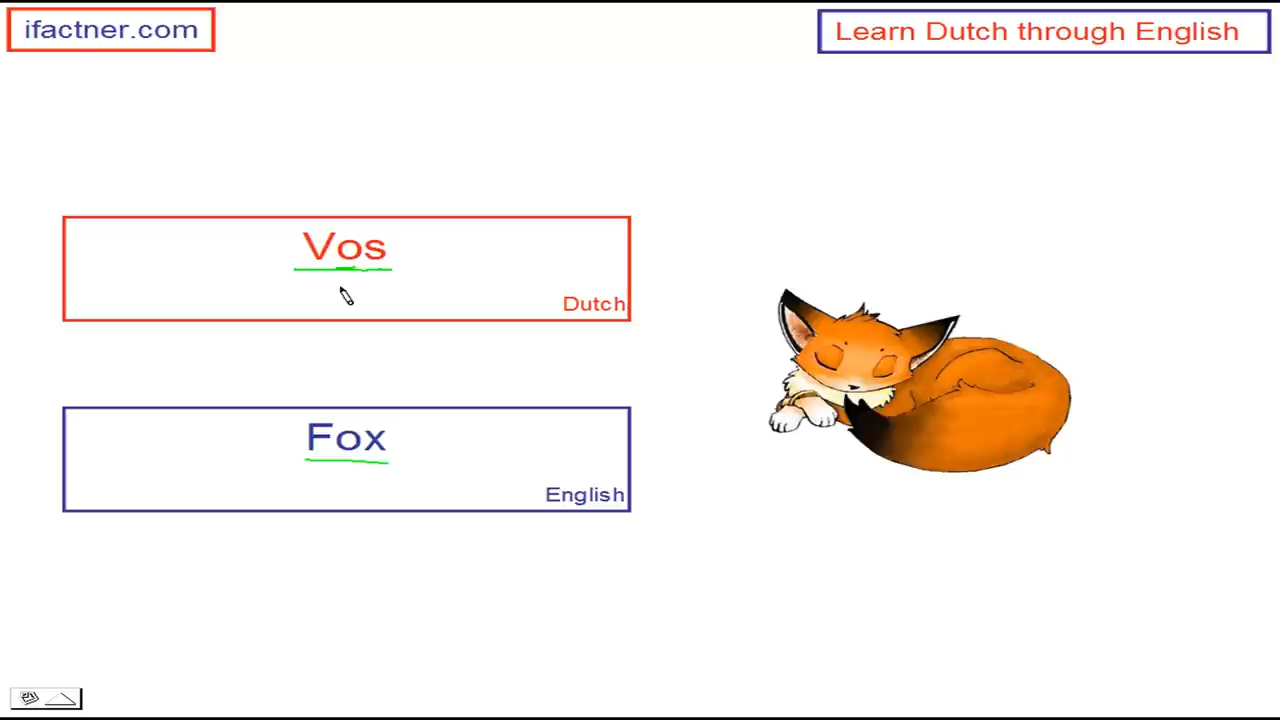 ifactner.com
Learn Dutch through English
Vos
Dutch
Fox
English